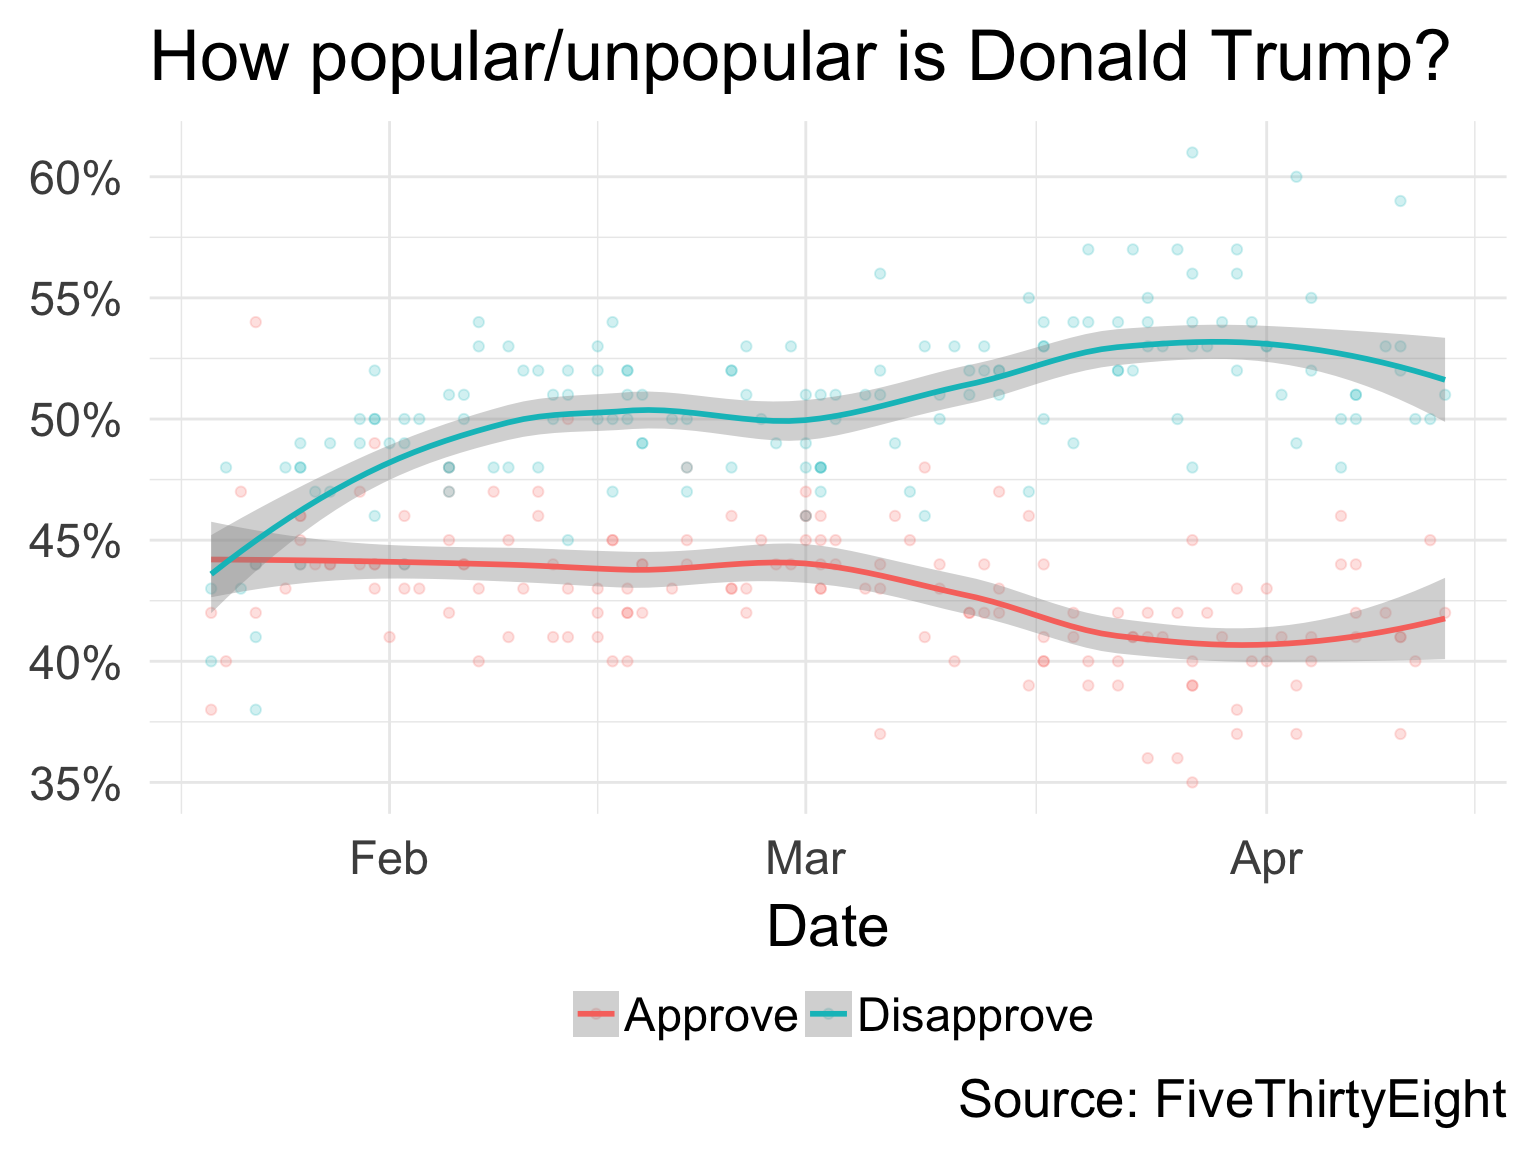 How popular/unpopular is Donald Trump?
60%
55%
50%
45%
40%
35%
Feb Mar Apr
Date
Approve Disapprove
Source: FiveThirtyEight